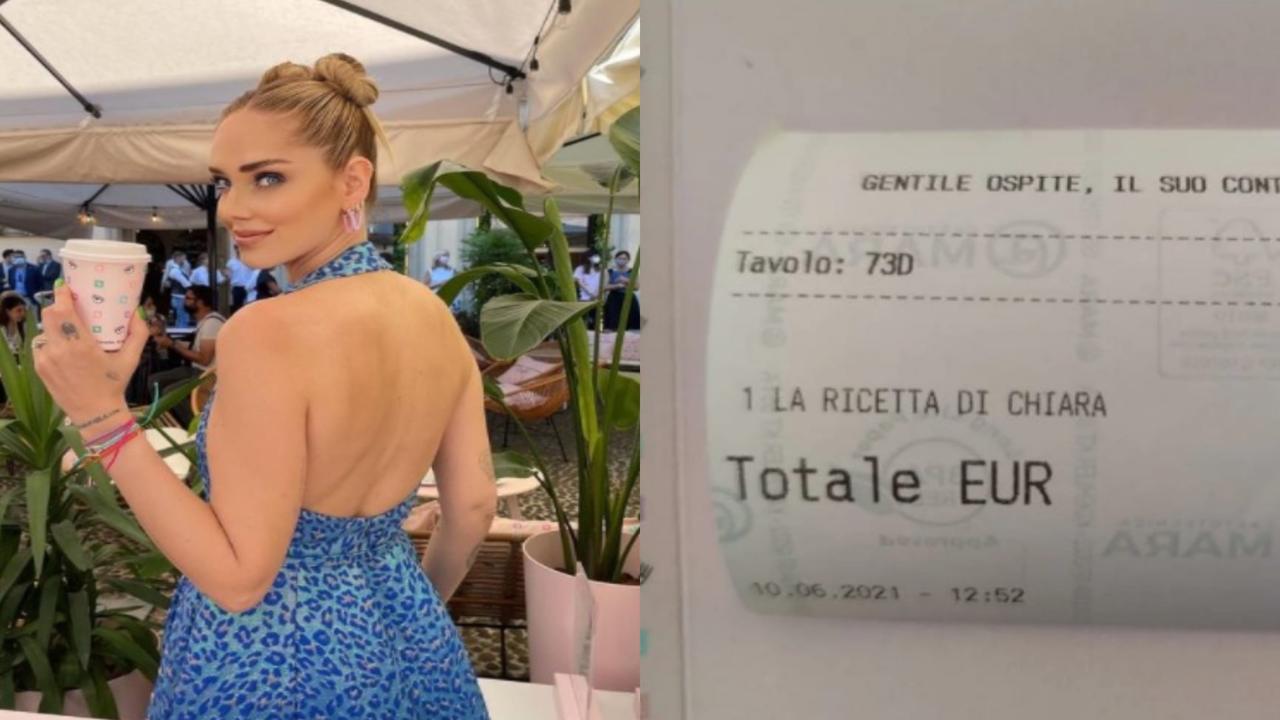 GENTILE OSPITE, IL SUO CONT
Tavolo: 73D
1 LA RICETTA DI CHIARA
Totale EUR
10.06.2021 - 12:52